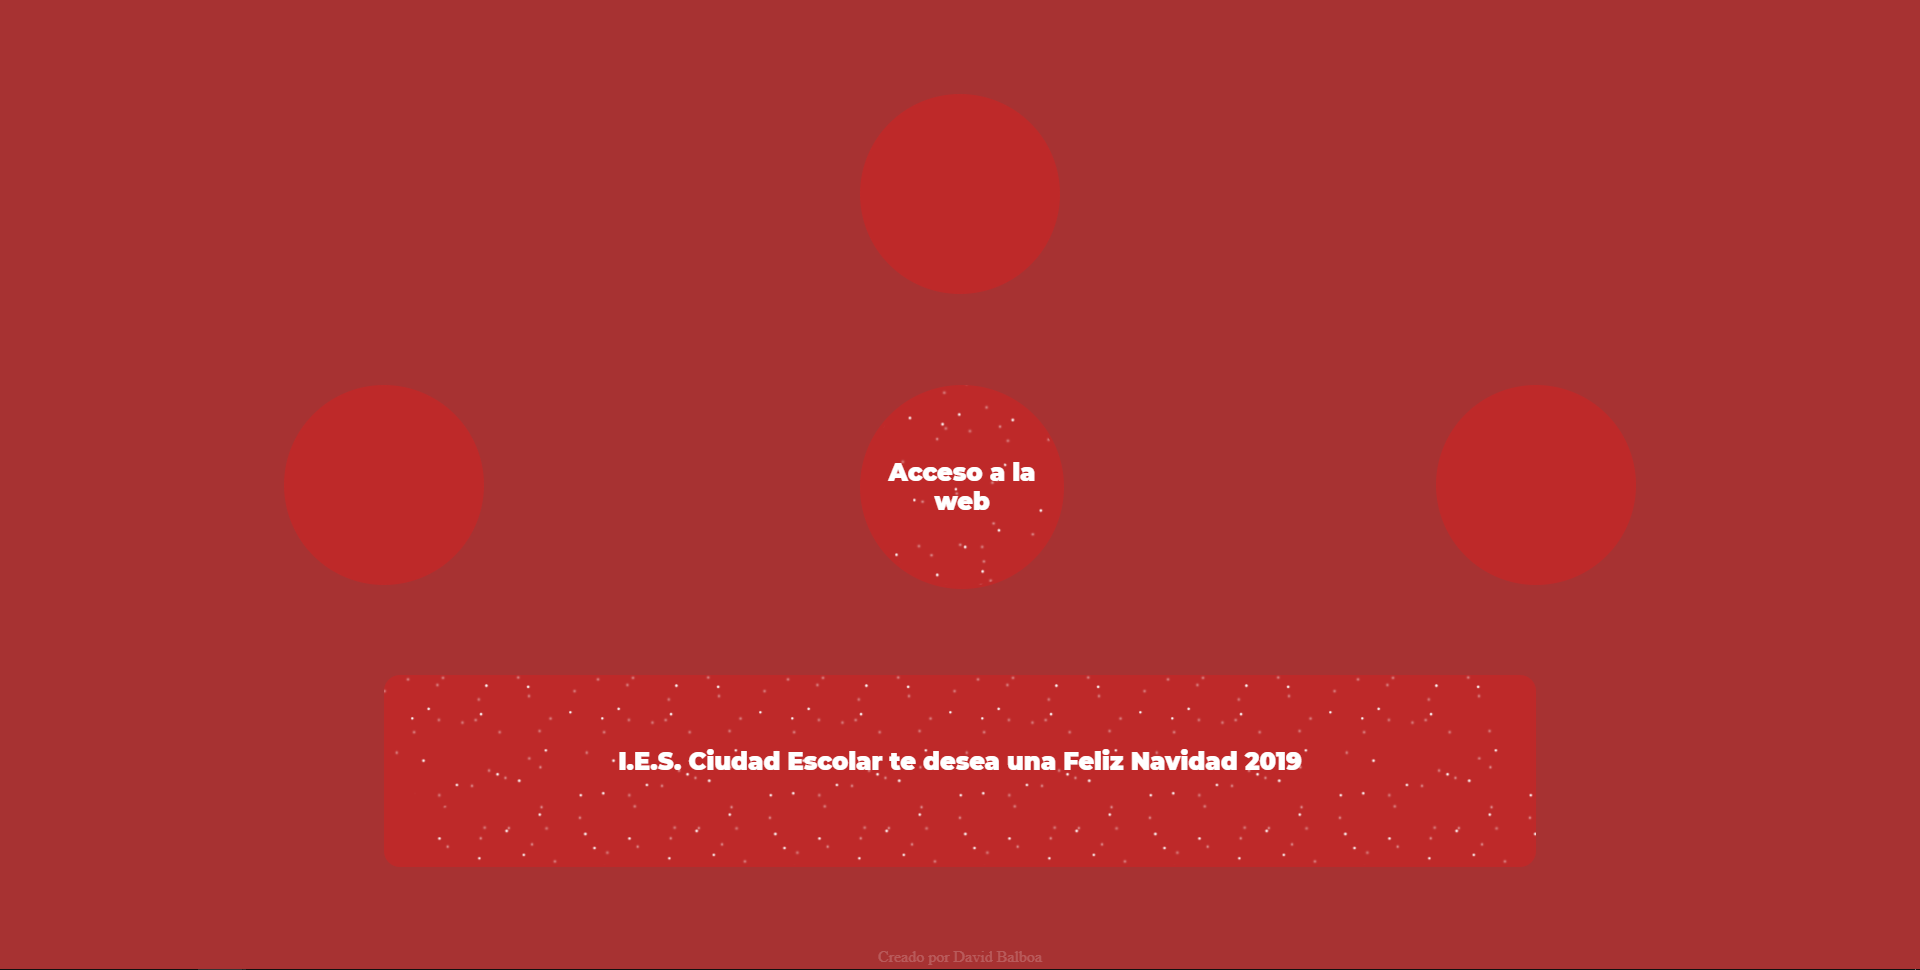 Acceso a la
web
I.E.S. Ciudad Escolar te desea una Feliz Navidad 2019
Creado por David Balboa